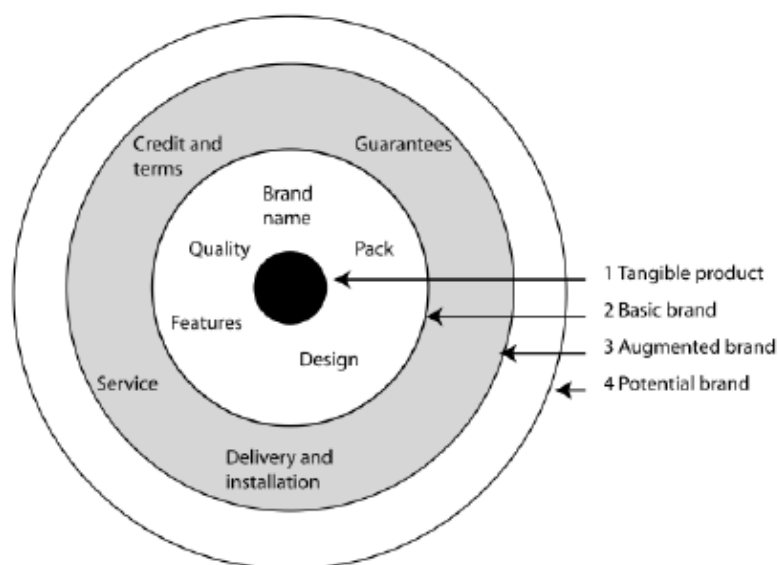 Credit and
terms
Guarantees
Brand
name
Quality
Pack
1 Tangible product
2 Basic brand
Features
3 Augmented brand
Design
Service
4 Potential brand
Delivery and
installation